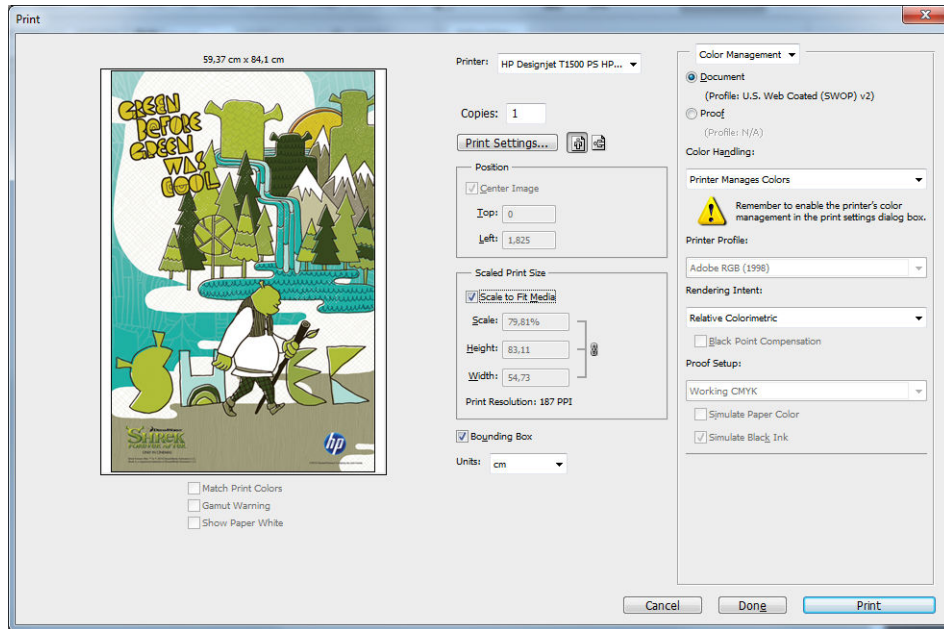 Print
59,37 cm x 84,1 cm
GREEN
BEFORE
GREEN
WAS
COOL
SHREK
DREAMWORKS
SHREK
FOREVER AFTER
hp
Match Print Colors
Gamut Warning
Show Paper White
Printer: HP Designjet T1500 PS HP...
Copies: 1
Print Settings...
Position
Center Image
Top: 0
Left: 1,825
Scaled Print Size
Scale to Fit Media
Scale: 79,81%
Height: 83,11
Width: 54,73
Print Resolution: 187 PPI
Bounding Box
Units: cm
Color Management
Document
(Profile: U.S. Web Coated (SWOP) v2)
Proof
(Profile: N/A)
Color Handling:
Printer Manages Colors
Remember to enable the printer's color
management in the print settings dialog box.
Printer Profile:
Adobe RGB (1998)
Rendering Intent:
Relative Colorimetric
Black Point Compensation
Proof Setup:
Working CMYK
Simulate Paper Color
Simulate Black Ink
Cancel
Done
Print